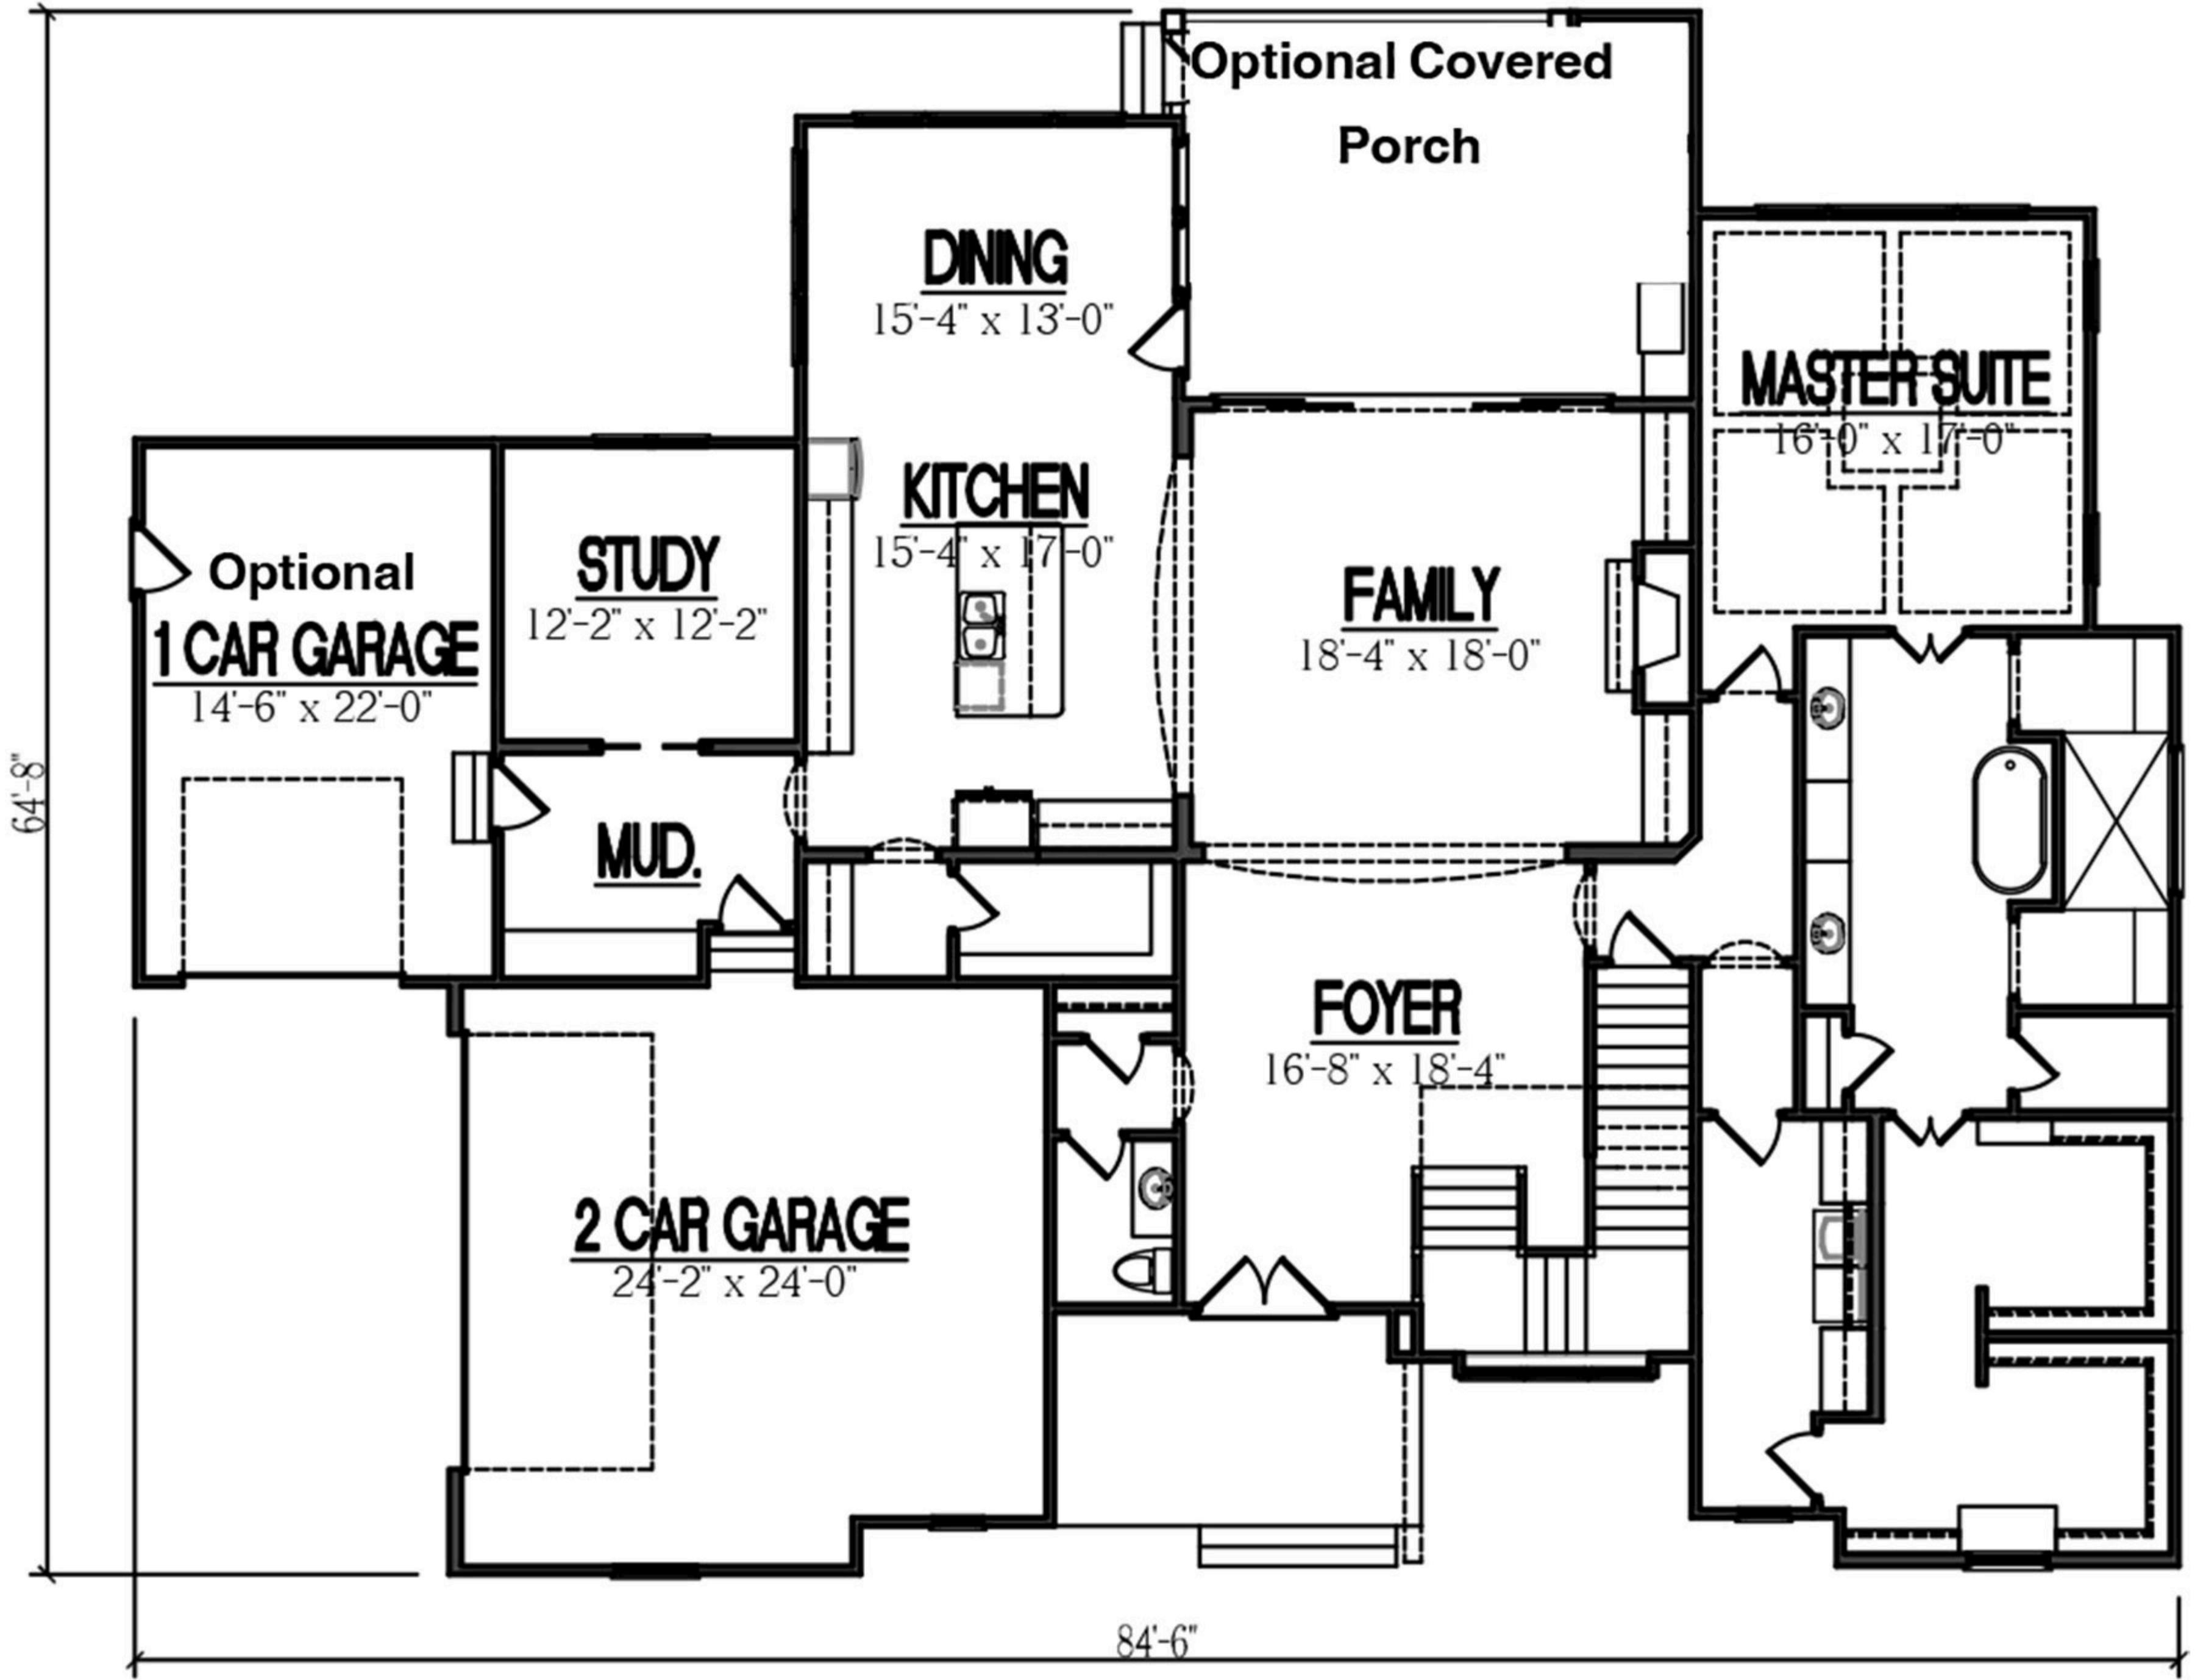 Optional Covered
Porch
DINING
15'-4" x 13'-0"
MASTER SUITE
16'-0" x 17'-0"
KITCHEN
15'-4" x 17'-0"
STUDY
12'-2" x 12'-2"
Optional
1 CAR GARAGE
14'-6" x 22'-0"
FAMILY
18'-4" x 18'-0"
64'-8"
MUD.
FOYER
16'-8" x 18'-4"
2 CAR GARAGE
24'-2" x 24'-0"
84'-6"